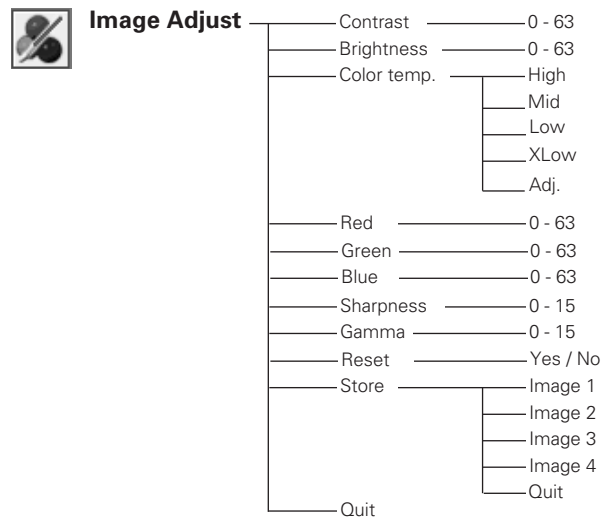 Image Adjust Contrast 0 - 63
Brightness 0 - 63
Color temp. High
Mid
Low
XLow
Adj.
Red 0 - 63
Green 0 - 63
Blue 0 - 63
Sharpness 0 - 15
Gamma 0 - 15
Reset Yes / No
Store Image 1
Image 2
Image 3
Image 4
Quit
Quit